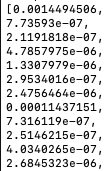 [0.0014494506,
7.73593e-07,
2.1191818e-07,
4.7857975e-06,
1.3307979e-06,
2.9534016e-07,
2.4756464e-06,
0.00011437151,
7.316119e-07,
2.5146215e-07,
4.0340265e-07,
2.6845323e-06,